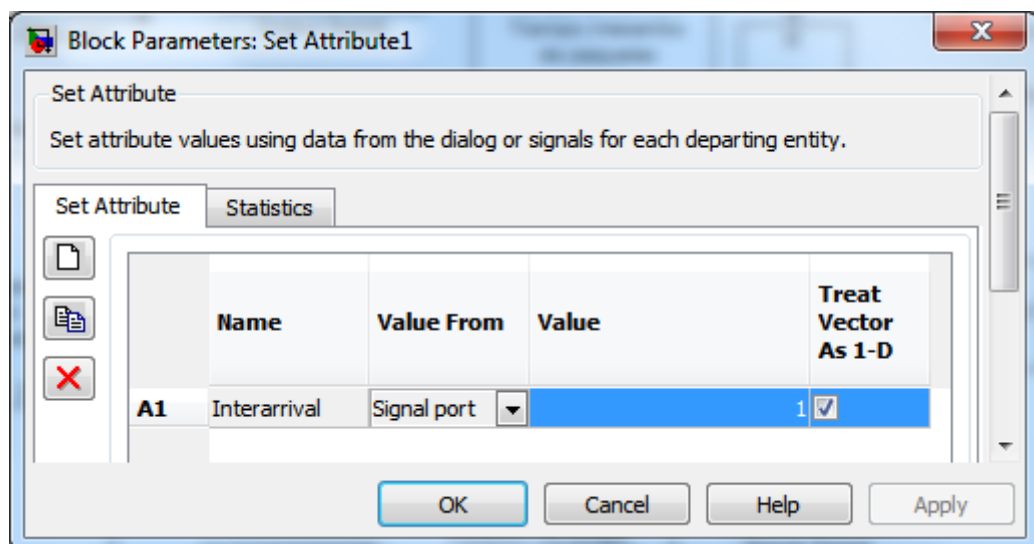 Block Parameters: Set Attribute1
Set Attribute
Set attribute values using data from the dialog or signals for each departing entity.
Set Attribute Statistics
Name Value From Value Treat Vector As 1-D
A1 Interarrival Signal port 1
OK Cancel Help Apply